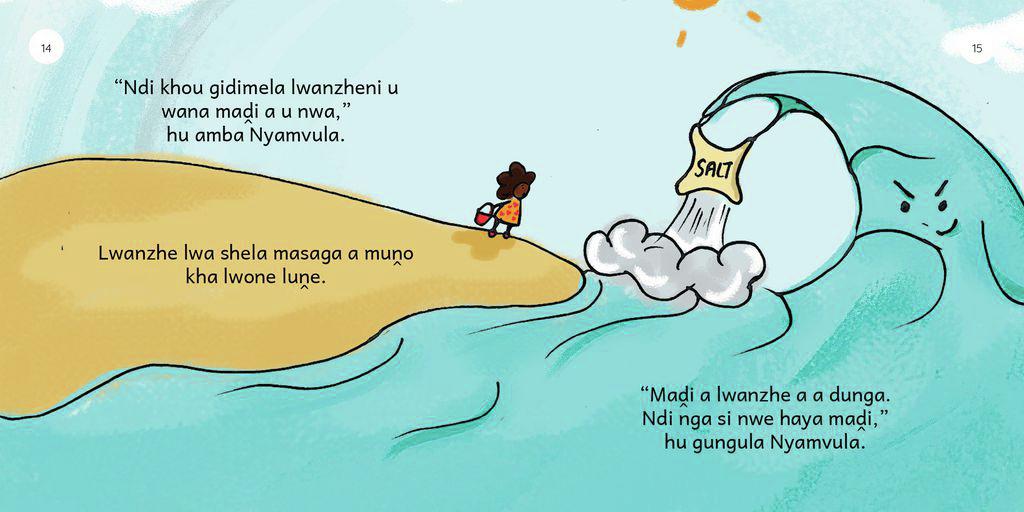 14
“Ndi khou gidimela lwanzheni u
wana maḓi a u nwa,”
hu amba Nyamvula.
Lwanzhe lwa shela masaga a muṋo
kha lwone luṋe.
15
SALT
“Maḓi a lwanzhe a a dunga.
Ndi nga si nwe haya maḓi,”
hu gungula Nyamvula.